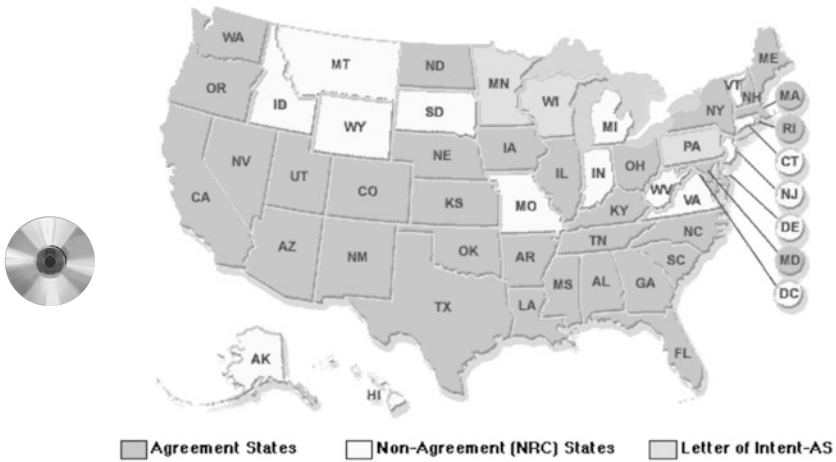 WA
MT
ND
MN
ME
VT
NH
MA
OR
ID
SD
WI
NY
RI
WY
MI
CT
NV
UT
CO
NE
IA
IL
IN
OH
PA
NJ
CA
KS
MO
KY
WV
VA
DE
AZ
NM
OK
AR
TN
NC
MD
SC
DC
TX
LA
MS
AL
GA
FL
AK
HI
Agreement States Non-Agreement (NRC) States Letter of Intent-AS